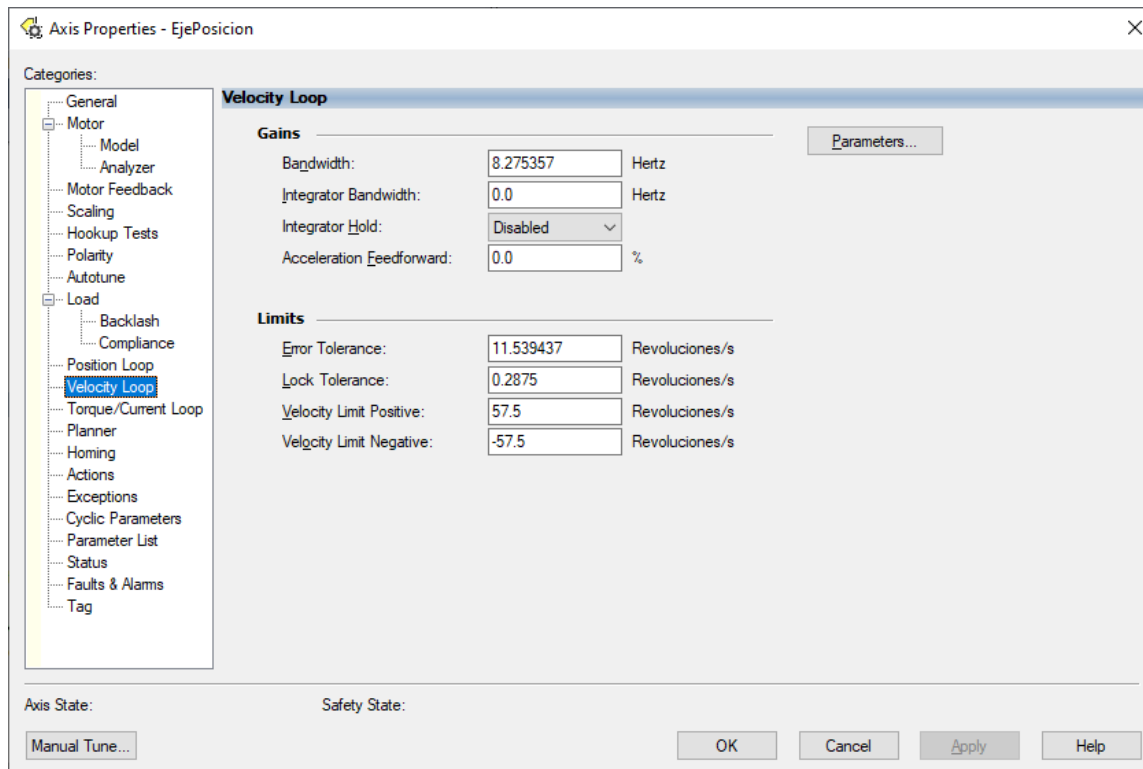 Axis Properties - EjePosicion
Categories:
General
Motor
Model
Analyzer
Motor Feedback
Scaling
Hookup Tests
Polarity
Autotune
Load
Backlash
Compliance
Position Loop
Velocity Loop
Torque/Current Loop
Planner
Homing
Actions
Exceptions
Cyclic Parameters
Parameter List
Status
Faults & Alarms
Tag
Velocity Loop
Gains
Parameters...
Bandwidth: 8.275357 Hertz
Integrator Bandwidth: 0.0 Hertz
Integrator Hold: Disabled
Acceleration Feedforward: 0.0 %
Limits
Error Tolerance: 11.539437 Revoluciones/s
Lock Tolerance: 0.2875 Revoluciones/s
Velocity Limit Positive: 57.5 Revoluciones/s
Velocity Limit Negative: -57.5 Revoluciones/s
Axis State: Safety State:
Manual Tune... OK Cancel Apply Help